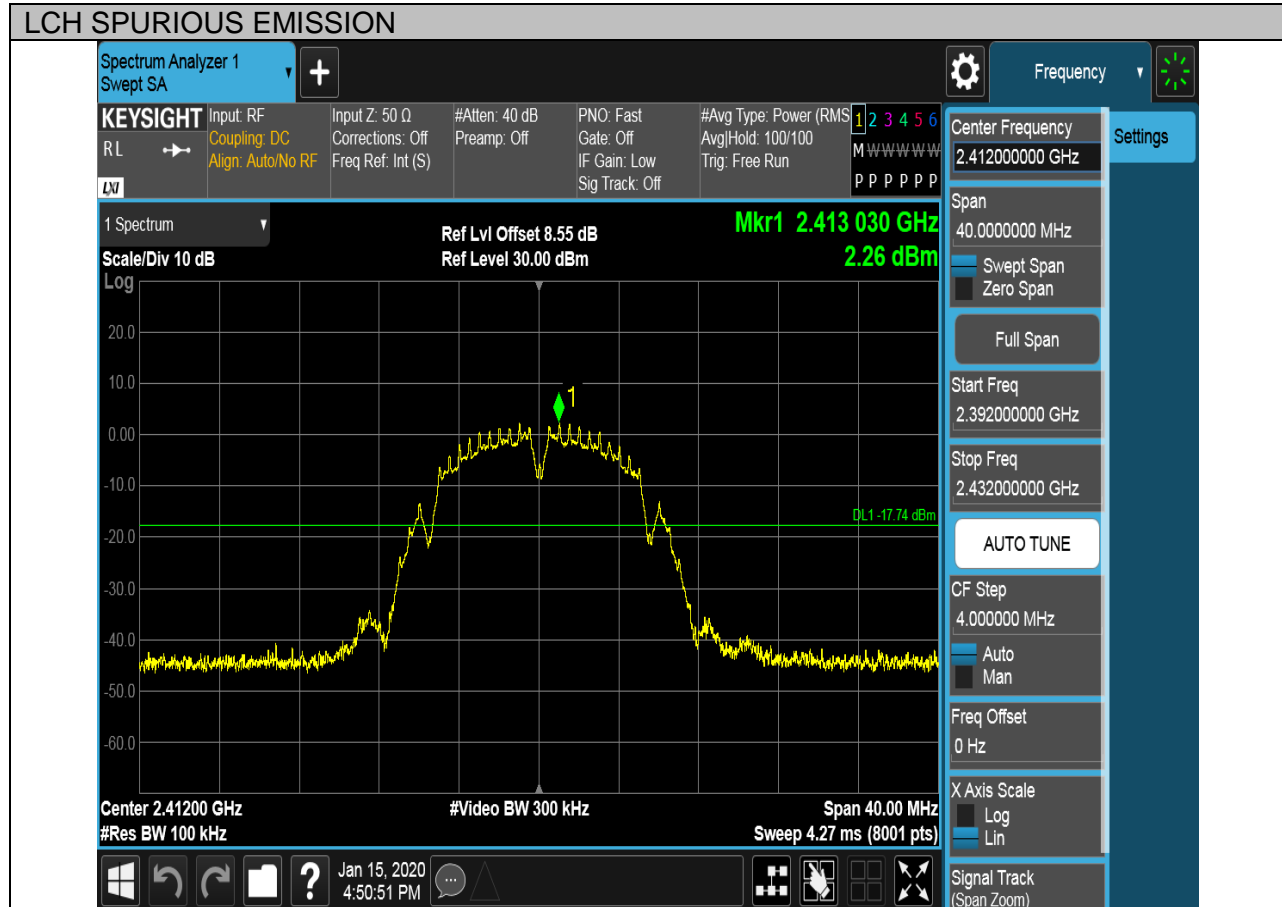 LCH SPURIOUS EMISSION
Spectrum Analyzer 1
Swept SA
+
Frequency
KEYSIGHT
RL
LXI
Input: RF
Coupling: DC
Align: Auto/No RF
Input Z: 50 Ω
Corrections: Off
Freq Ref: Int (S)
#Atten: 40 dB
Preamp: Off
PNO: Fast
Gate: Off
IF Gain: Low
Sig Track: Off
#Avg Type: Power (RMS
Avg|Hold: 100/100
Trig: Free Run
1 2 3 4 5 6
M W W W W W
P P P P P P
1 Spectrum
Scale/Div 10 dB
Log
Ref Lvl Offset 8.55 dB
Ref Level 30.00 dBm
Mkr1 2.413 030 GHz
2.26 dBm
20.0
10.0
0.00
-10.0
-20.0
-30.0
-40.0
-50.0
-60.0
1
DL1 -17.74 dBm
Center 2.41200 GHz
#Res BW 100 kHz
#Video BW 300 kHz
Span 40.00 MHz
Sweep 4.27 ms (8001 pts)
Center Frequency
2.412000000 GHz
Settings
Span
40.0000000 MHz
Swept Span
Zero Span
Full Span
Start Freq
2.392000000 GHz
Stop Freq
2.432000000 GHz
AUTO TUNE
CF Step
4.000000 MHz
Auto
Man
Freq Offset
0 Hz
X Axis Scale
Log
Lin
Signal Track
(Span Zoom)
?
Jan 15, 2020
4:50:51 PM